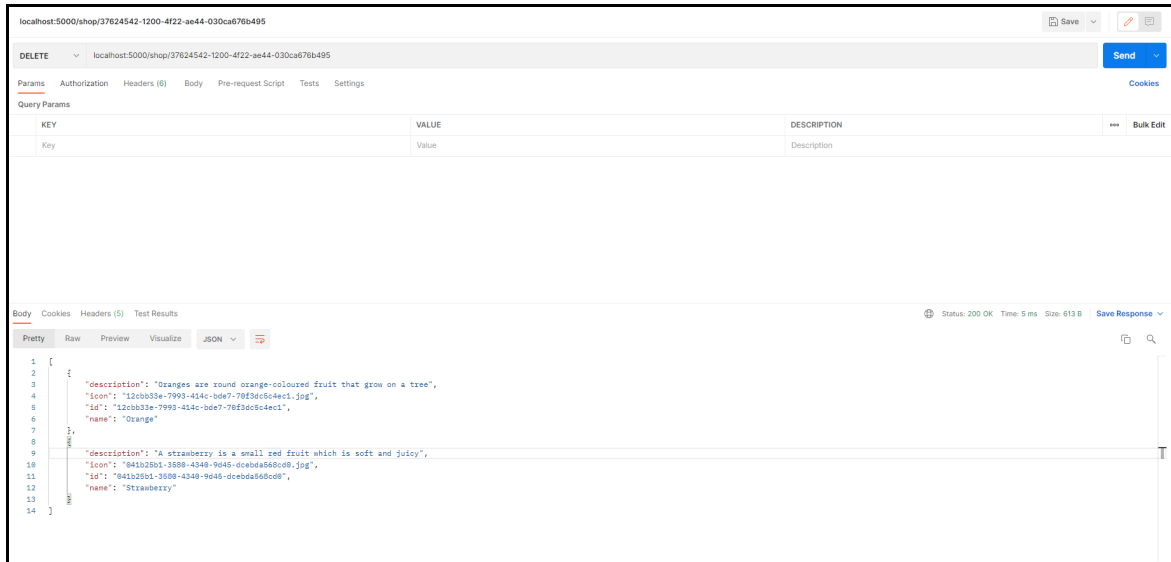 localhost:5000/shop/37624542-1200-4f22-ae44-030ca676b495 Save
DELETE localhost:5000/shop/37624542-1200-4f22-ae44-030ca676b495 Send
Params Authorization Headers (6) Body Pre-request Script Tests Settings Cookies
Query Params
KEY VALUE DESCRIPTION ooo Bulk Edit
Key Value Description
Body Cookies Headers (5) Test Results Status: 200 OK Time: 5 ms Size: 613 B Save Response
Pretty Raw Preview Visualize JSON
1 [
2 {
3 "description": "Oranges are round orange-coloured fruit that grow on a tree",
4 "icon": "12cbb33e-7993-414c-bde7-70f3dc5c4ec1.jpg",
5 "id": "12cbb33e-7993-414c-bde7-70f3dc5c4ec1",
6 "name": "Orange"
7 },
8 {
9 "description": "A strawberry is a small red fruit which is soft and juicy",
10 "icon": "041b25b1-3580-4340-9d45-dcebda568cd0.jpg",
11 "id": "041b25b1-3580-4340-9d45-dcebda568cd0",
12 "name": "Strawberry"
13 }
14 ]